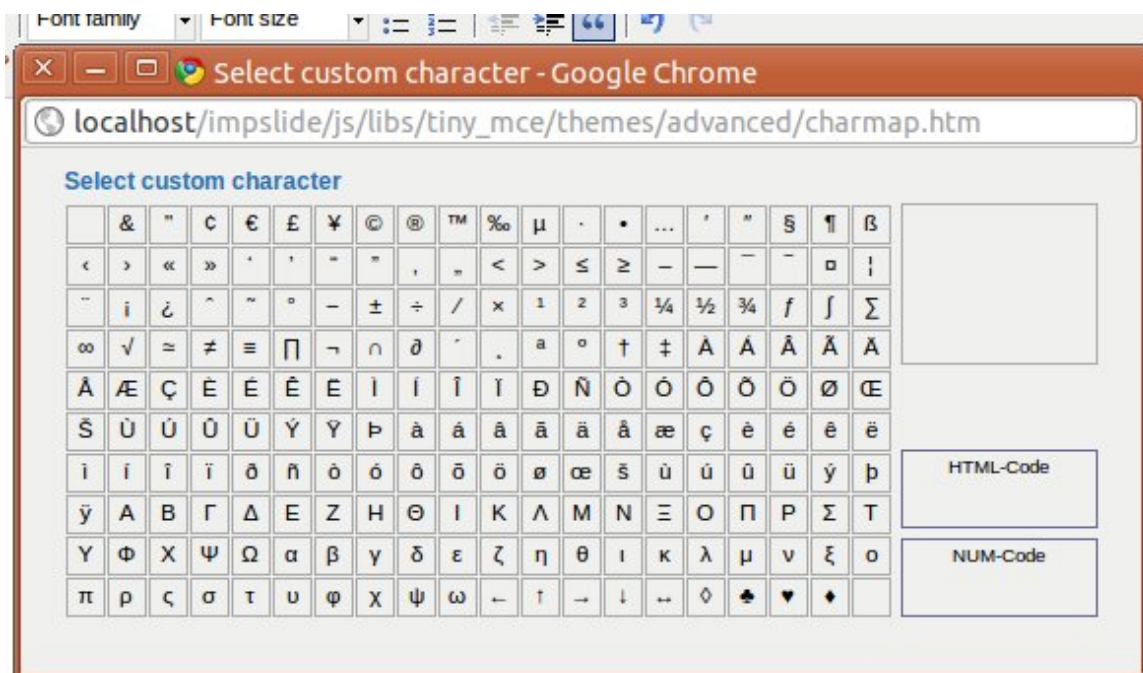 Font family Font size
Select custom character - Google Chrome
localhost/impslide/js/libs/tiny_mce/themes/advanced/charmap.htm
Select custom character
& " ¢ € £ ¥ © ® ™ ‰ µ · • … ′ ″ § ¶ ß
‹ › « » ‘ ’ “ ” ‚ „ < > ≤ ≥ – — ¯ ‾ ¤ ¦
¨ ¡ ¿ ˆ ˜ ° − ± ÷ ⁄ × ¹ ² ³ ¼ ½ ¾ ƒ ∫ ∑
∞ √ ≃ ≠ ≡ ∏ ¬ ∩ ∂ ´ ¸ ª º † ‡ À Á Â Ã Ä
Å Æ Ç È É Ê Ë Ì Í Î Ï Ð Ñ Ò Ó Ô Õ Ö Ø Œ
Š Ù Ú Û Ü Ý Ÿ Þ à á â ã ä å æ ç è é ê ë
ì í î ï ð ñ ò ó ô õ ö ø œ š ù ú û ü ý þ
HTML-Code
ÿ Α Β Γ Δ Ε Ζ Η Θ Ι Κ Λ Μ Ν Ξ Ο Π Ρ Σ Τ
Υ Φ Χ Ψ Ω α β γ δ ε ζ η θ ι κ λ μ ν ξ ο
NUM-Code
π ρ ς σ τ υ φ χ ψ ω ← ↑ → ↓ ↔ ◊ ♣ ♥ ♦